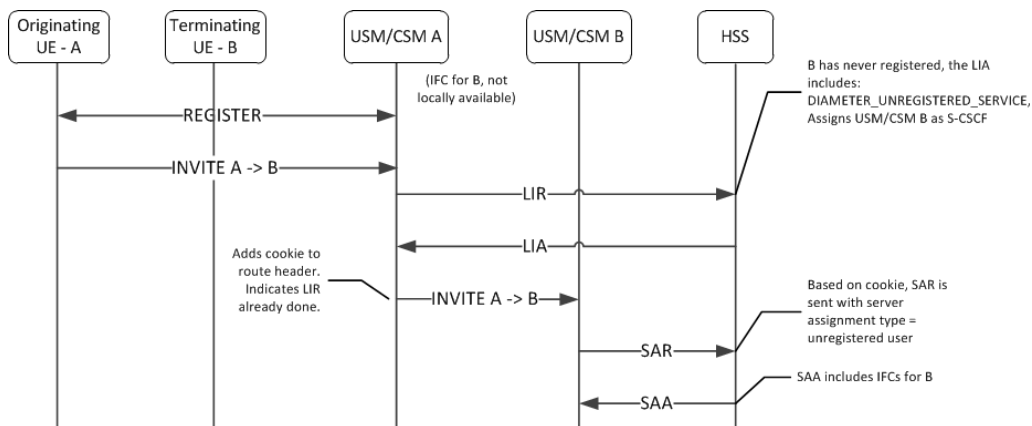 Originating
UE - A
Terminating
UE - B
USM/CSM A
USM/CSM B
HSS
(IFC for B, not
locally available)
B has never registered, the LIA
includes:
DIAMETER_UNREGISTERED_SERVICE,
Assigns USM/CSM B as S-CSCF
REGISTER
INVITE A -> B
LIR
LIA
Adds cookie to
route header.
Indicates LIR
already done.
INVITE A -> B
Based on cookie, SAR is
sent with server
assignment type =
unregistered user
SAR
SAA includes IFCs for B
SAA